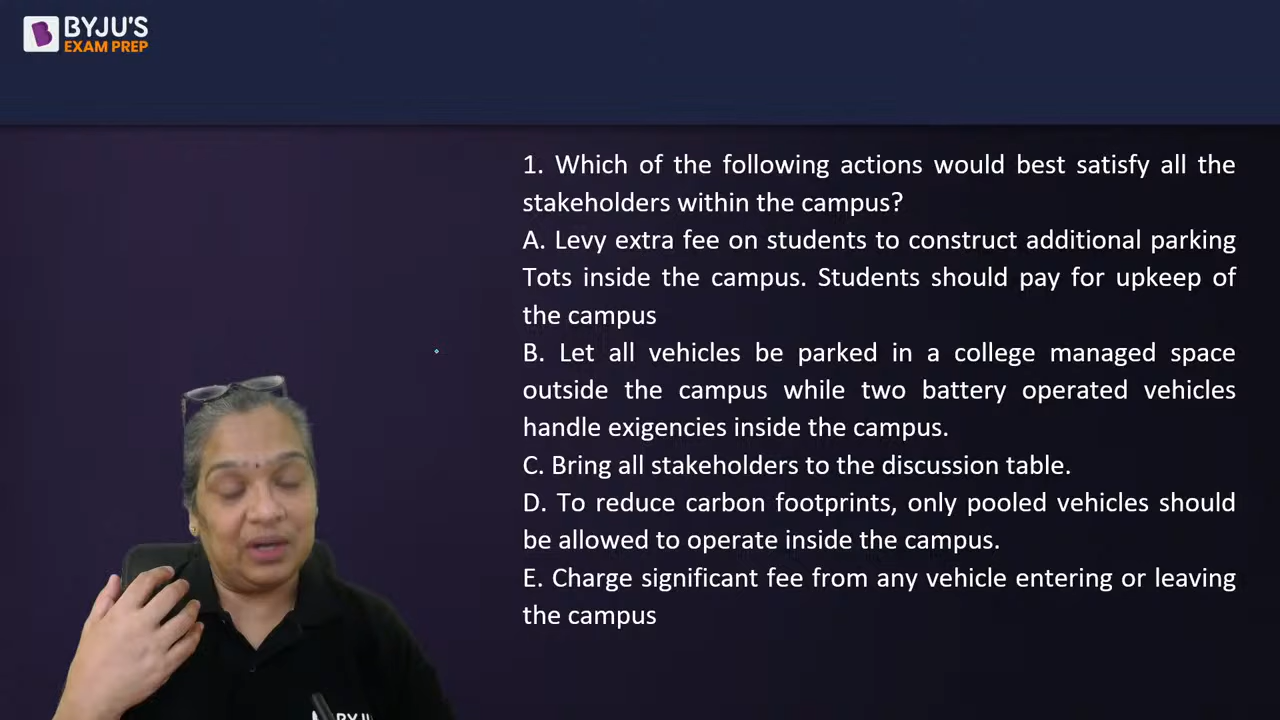 BYJU'S
EXAM PREP
1. Which of the following actions would best satisfy all the
stakeholders within the campus?
A. Levy extra fee on students to construct additional parking
Tots inside the campus. Students should pay for upkeep of
the campus
B. Let all vehicles be parked in a college managed space
outside the campus while two battery operated vehicles
handle exigencies inside the campus.
C. Bring all stakeholders to the discussion table.
D. To reduce carbon footprints, only pooled vehicles should
be allowed to operate inside the campus.
E. Charge significant fee from any vehicle entering or leaving
the campus